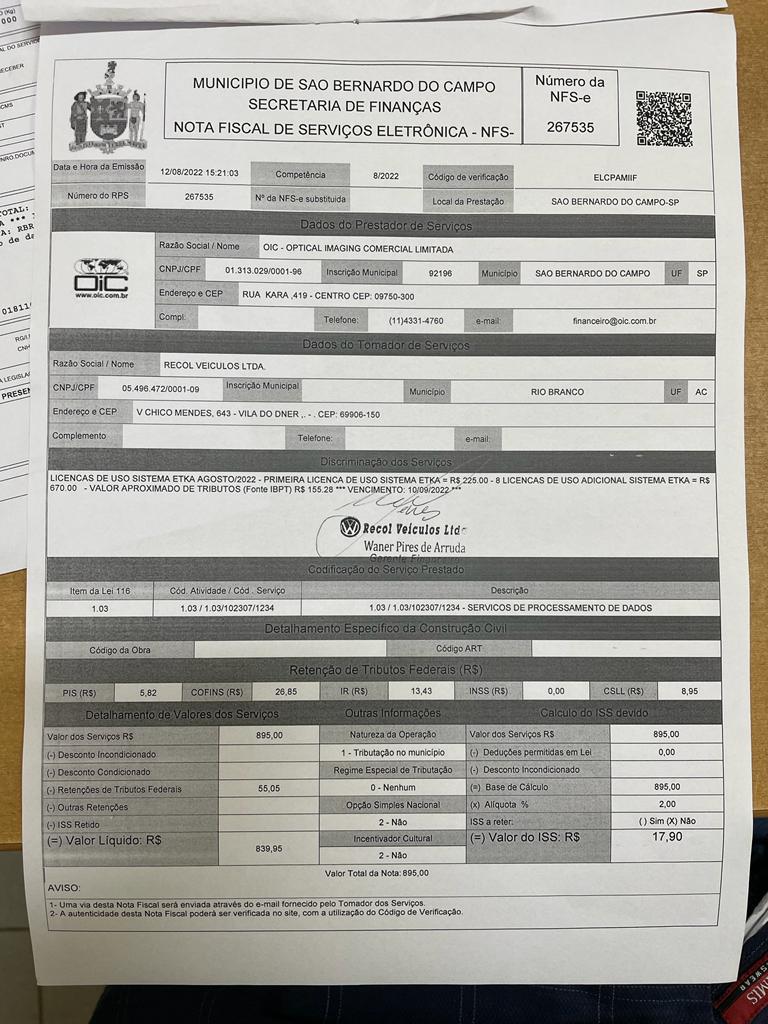 MUNICIPIO DE SAO BERNARDO DO CAMPO
SECRETARIA DE FINANÇAS
NOTA FISCAL DE SERVIÇOS ELETRÔNICA - NFS-
Número da
NFS-e
267535
Data e Hora da Emissão 12/08/2022 15:21:03 Competência 8/2022 Código de verificação ELCPAMIIF
Número do RPS 267535 Nº da NFS-e substituida Local da Prestação SAO BERNARDO DO CAMPO-SP
Dados do Prestador de Serviços
OIC
www.oic.com.br
Razão Social / Nome OIC - OPTICAL IMAGING COMERCIAL LIMITADA
CNPJ/CPF 01.313.029/0001-96 Inscrição Municipal 92196 Município SAO BERNARDO DO CAMPO UF SP
Endereço e CEP RUA KARA ,419 - CENTRO CEP: 09750-300
Compl: Telefone: (11)4331-4760 e-mail: financeiro@oic.com.br
Dados do Tomador de Serviços
Razão Social / Nome RECOL VEICULOS LTDA.
CNPJ/CPF 05.496.472/0001-09 Inscrição Municipal Município RIO BRANCO UF AC
Endereço e CEP V CHICO MENDES, 643 - VILA DO DNER ,. - . CEP: 69906-150
Complemento Telefone: e-mail:
Discriminação dos Serviços
LICENCAS DE USO SISTEMA ETKA AGOSTO/2022 - PRIMEIRA LICENCA DE USO SISTEMA ETKA = R$ 225.00 - 8 LICENCAS DE USO ADICIONAL SISTEMA ETKA = R$
670.00 - VALOR APROXIMADO DE TRIBUTOS (Fonte IBPT) R$ 155.28 *** VENCIMENTO: 10/09/2022 ***
Recol Veículos Ltda
Waner Pires de Arruda
Gerente Financeiro
Codificação do Serviço Prestado
Item da Lei 116 Cód. Atividade / Cód . Serviço Descrição
1.03 1.03 / 1.03/102307/1234 1.03 / 1.03/102307/1234 - SERVICOS DE PROCESSAMENTO DE DADOS
Detalhamento Específico da Construção Civil
Código da Obra Código ART
Retenção de Tributos Federais (R$)
PIS (R$) 5,82 COFINS (R$) 26,85 IR (R$) 13,43 INSS (R$) 0,00 CSLL (R$) 8,95
Detalhamento de Valores dos Serviços Outras Informações Calculo do ISS devido
Valor dos Serviços R$ 895,00 Natureza da Operação Valor dos Serviços R$ 895,00
(-) Desconto Incondicionado 1 - Tributação no município (-) Deduções permitidas em Lei 0,00
(-) Desconto Condicionado Regime Especial de Tributação (-) Desconto Incondicionado
(-) Retenções de Tributos Federais 55,05 0 - Nenhum (=) Base de Cálculo 895,00
(-) Outras Retenções Opção Simples Nacional (x) Alíquota % 2,00
(-) ISS Retido 2 - Não ISS a reter: ( ) Sim (X) Não
(=) Valor Líquido: R$ 839,95 Incentivador Cultural (=) Valor do ISS: R$ 17,90
2 - Não
Valor Total da Nota: 895,00
AVISO:
1- Uma via desta Nota Fiscal será enviada através do e-mail fornecido pelo Tomador dos Serviços.
2- A autenticidade desta Nota Fiscal poderá ser verificada no site, com a utilização do Código de Verificação.